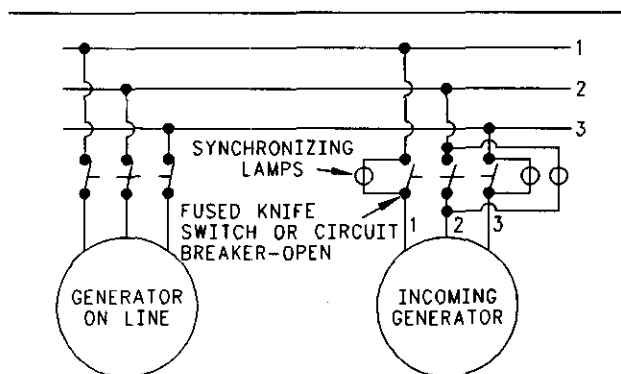 1
2
3
SYNCHRONIZING
LAMPS
FUSED KNIFE
SWITCH OR CIRCUIT
BREAKER-OPEN
1 2 3
GENERATOR
ON LINE
INCOMING
GENERATOR